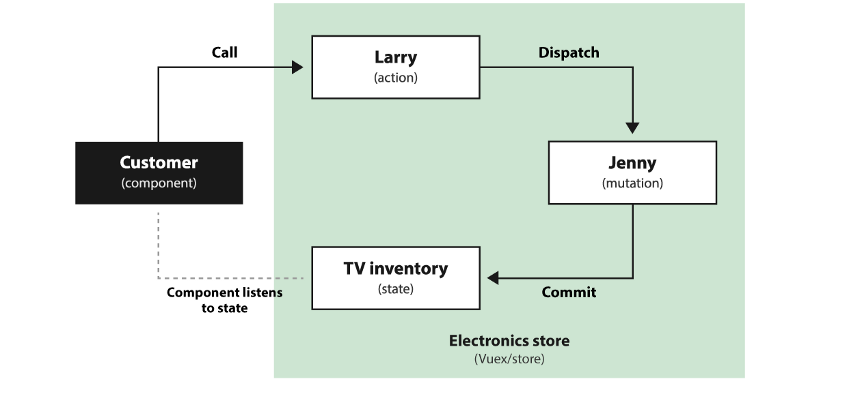 Call
Larry
(action)
Dispatch
Customer
(component)
Jenny
(mutation)
TV inventory
(state)
Component listens
to state
Commit
Electronics store
(Vuex/store)